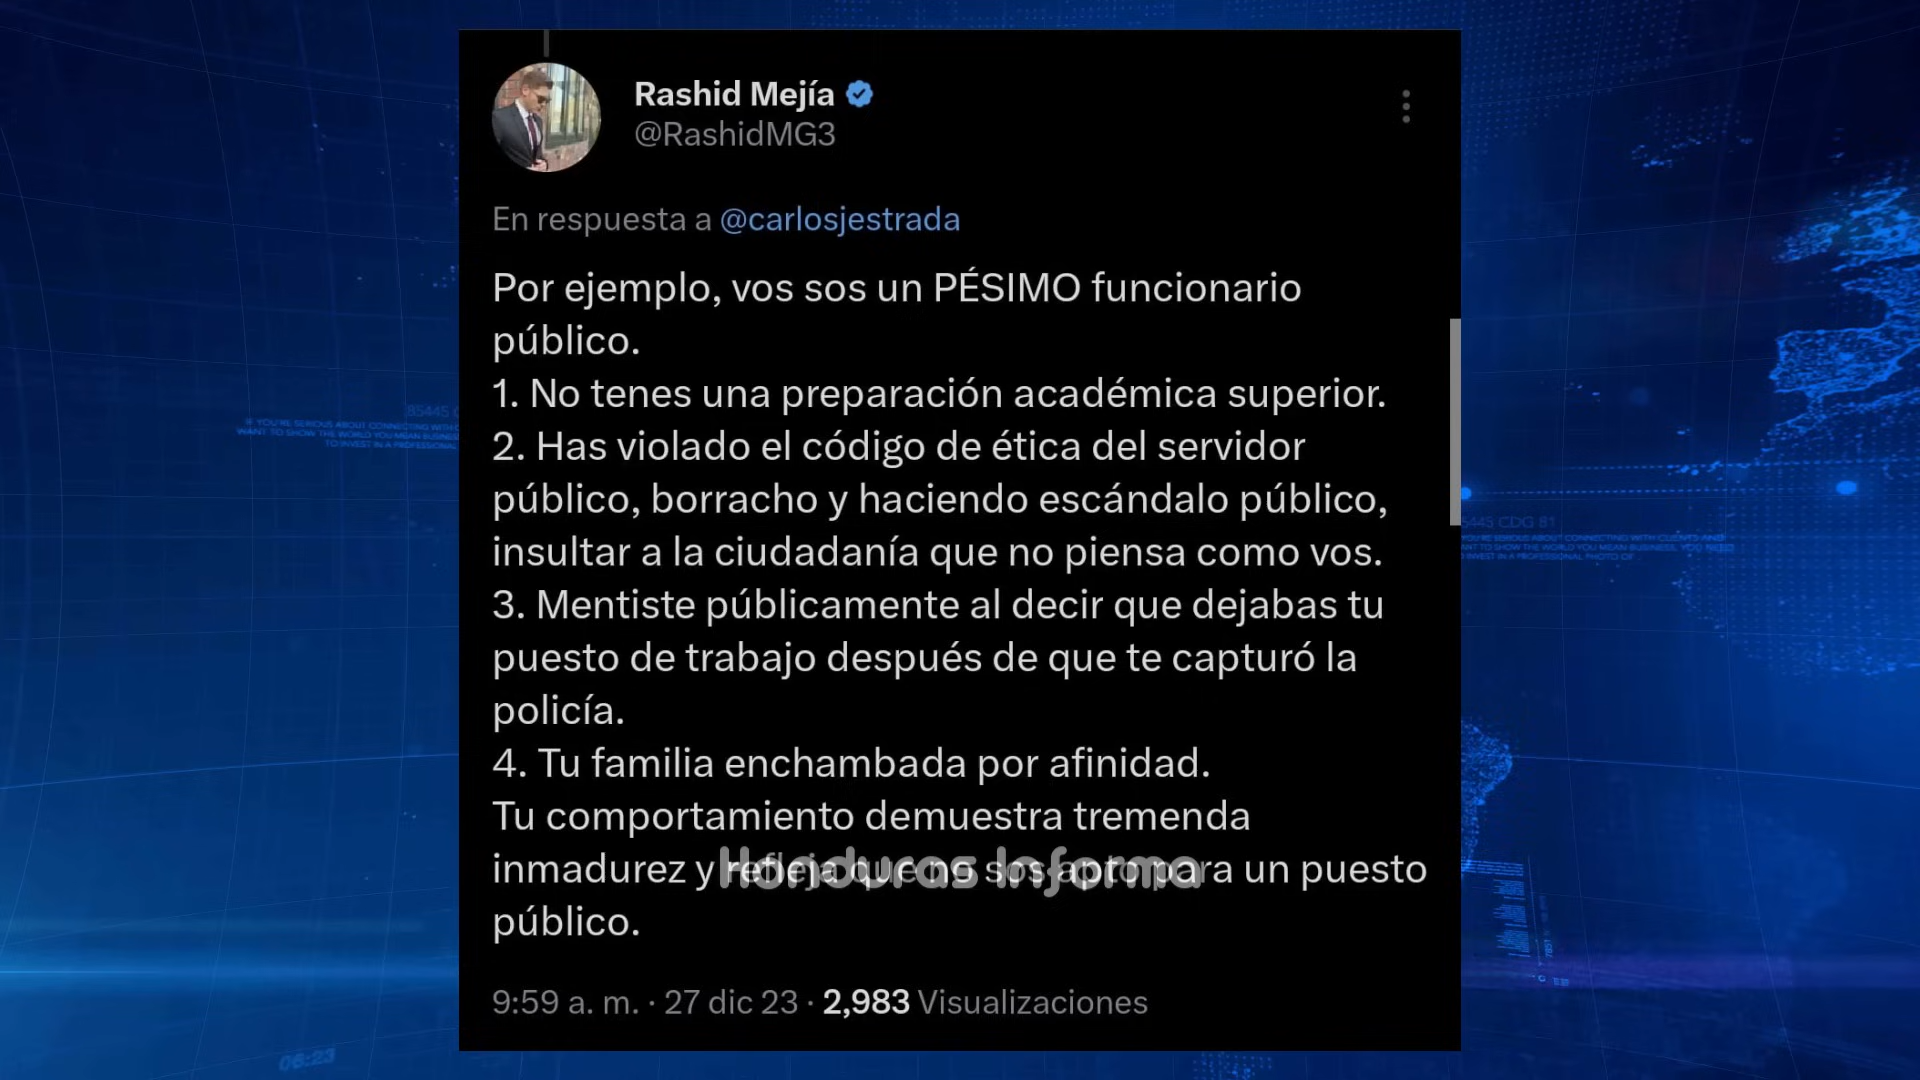 Rashid Mejía
@RashidMG3
En respuesta a @carlosjestrada
Por ejemplo, vos sos un PÉSIMO funcionario
público.
1. No tenes una preparación académica superior.
2. Has violado el código de ética del servidor
público, borracho y haciendo escándalo público,
insultar a la ciudadanía que no piensa como vos.
3. Mentiste públicamente al decir que dejabas tu
puesto de trabajo después de que te capturó la
policía.
4. Tu familia enchambada por afinidad.
Tu comportamiento demuestra tremenda
inmadurez y refleja que no sos apto para un puesto
Honduras Informa
público.
9:59 a. m. · 27 dic 23 · 2,983 Visualizaciones
85445
06:23